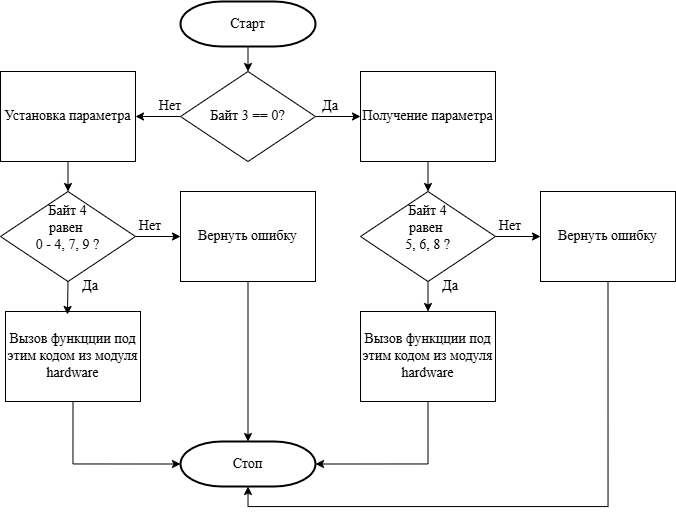 Старт
Нет
Да
Установка параметра
Байт 3 == 0?
Получение параметра
Байт 4
равен
0 - 4, 7, 9 ?
Нет
Вернуть ошибку
Байт 4
равен
5, 6, 8 ?
Нет
Вернуть ошибку
Да
Да
Вызов функцции под
этим кодом из модуля
hardware
Вызов функцции под
этим кодом из модуля
hardware
Стоп